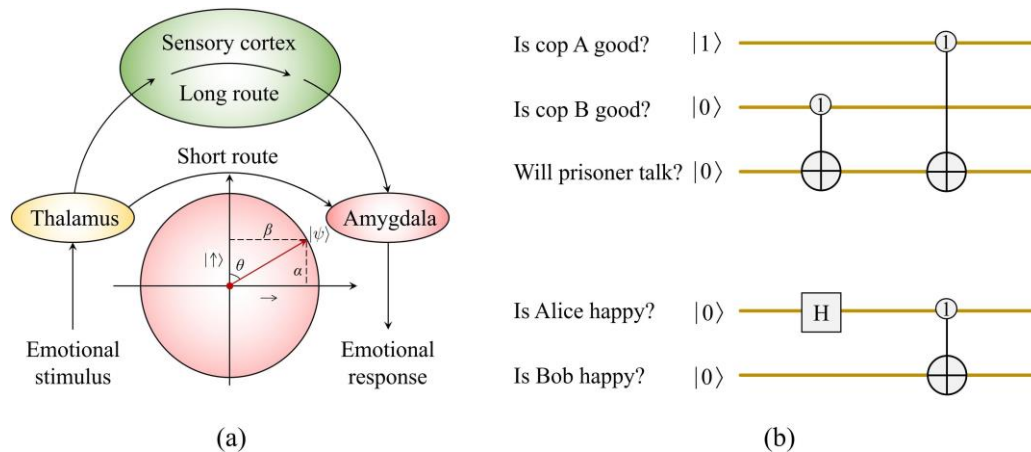 Sensory cortex
Long route
Short route
Thalamus
Amygdala
β
|ψ⟩
|↑⟩
θ
α
→
Emotional
stimulus
Emotional
response
(a)
Is cop A good? |1⟩ 1
Is cop B good? |0⟩ 1
Will prisoner talk? |0⟩
Is Alice happy? |0⟩ H 1
Is Bob happy? |0⟩
(b)